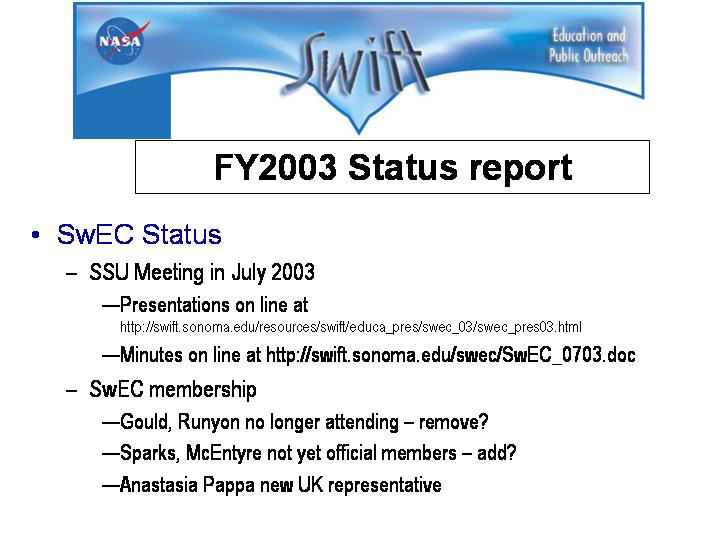 NASA
Swift
Education and
Public Outreach
FY2003 Status report
• SwEC Status
– SSU Meeting in July 2003
—Presentations on line at
http://swift.sonoma.edu/resources/swift/educa_pres/swec_03/swec_pres03.html
—Minutes on line at http://swift.sonoma.edu/swec/SwEC_0703.doc
– SwEC membership
—Gould, Runyon no longer attending – remove?
—Sparks, McEntyre not yet official members – add?
—Anastasia Pappa new UK representative